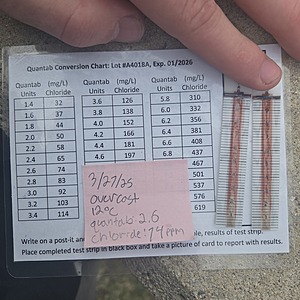 Quantab Conversion Chart: Lot #A4018A, Exp. 01/2026
Quantab Units (mg/L) Chloride Quantab Units (mg/L) Chloride Quantab Units (mg/L) Chloride
1.4 32 3.6 126 5.8 310
1.6 37 3.8 138 6.0 332
1.8 44 4.0 152 6.2 356
2.0 50 4.2 166 6.4 381
2.2 58 4.4 181 6.6 408
2.4 65 4.6 197 6.8 437
2.6 74 467
2.8 83 501
3.0 92 537
3.2 103 576
3.4 114 619
3/27/25
overcast
12°C
quantab: 2.6
Chloride: 74 ppm
Write on a post-it an le, results of test strip.
Place completed test strip in black box and take a picture of card to report with results.